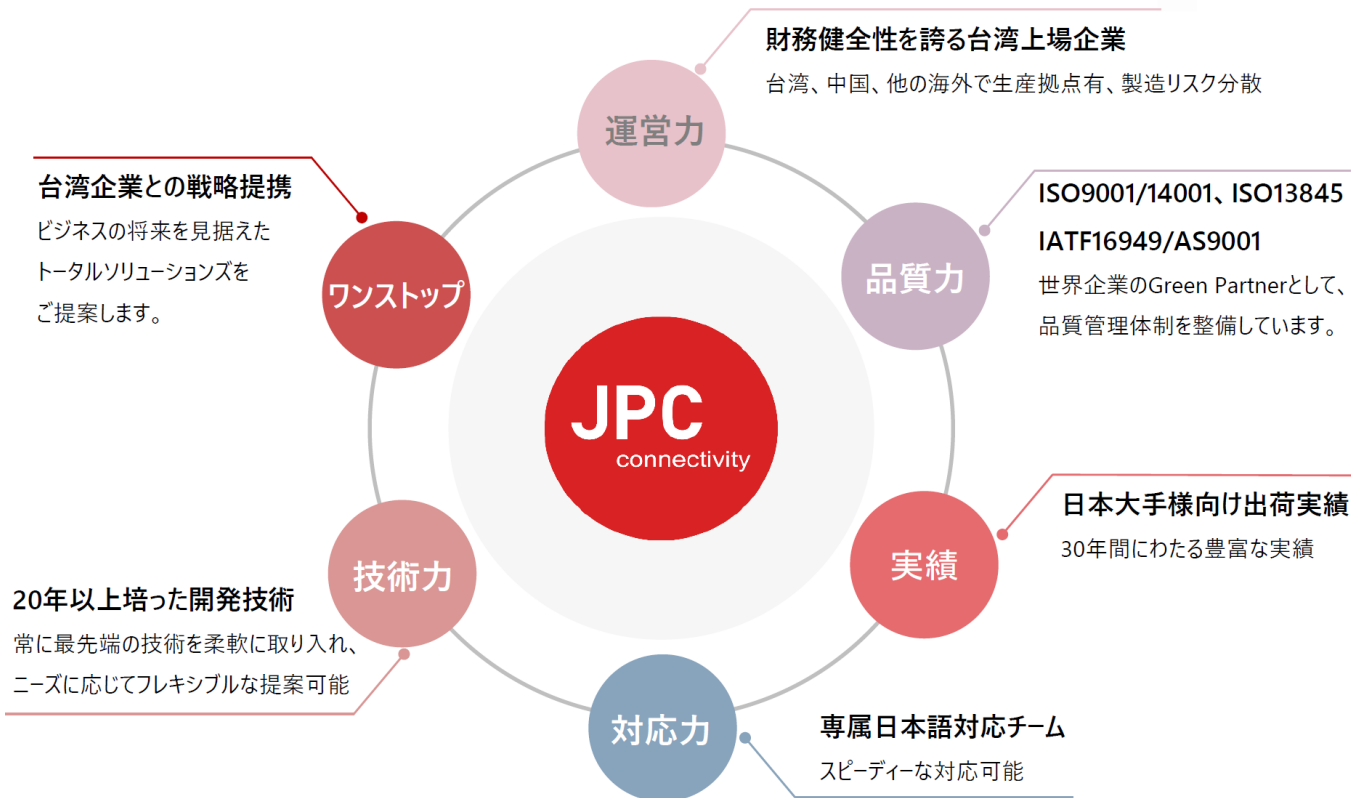 財務健全性を誇る台湾上場企業
台湾、中国、他の海外で生産拠点有、製造リスク分散
運営力
台湾企業との戦略提携
ビジネスの将来を見据えた
トータルソリューションズを
ご提案します。
ワンストップ
ISO9001/14001、ISO13845
IATF16949/AS9001
世界企業のGreen Partnerとして、
品質管理体制を整備しています。
品質力
JPC
connectivity
日本大手様向け出荷実績
30年間にわたる豊富な実績
実績
技術力
20年以上培った開発技術
常に最先端の技術を柔軟に取り入れ、
ニーズに応じてフレキシブルな提案可能
対応力
専属日本語対応チーム
スピーディーな対応可能